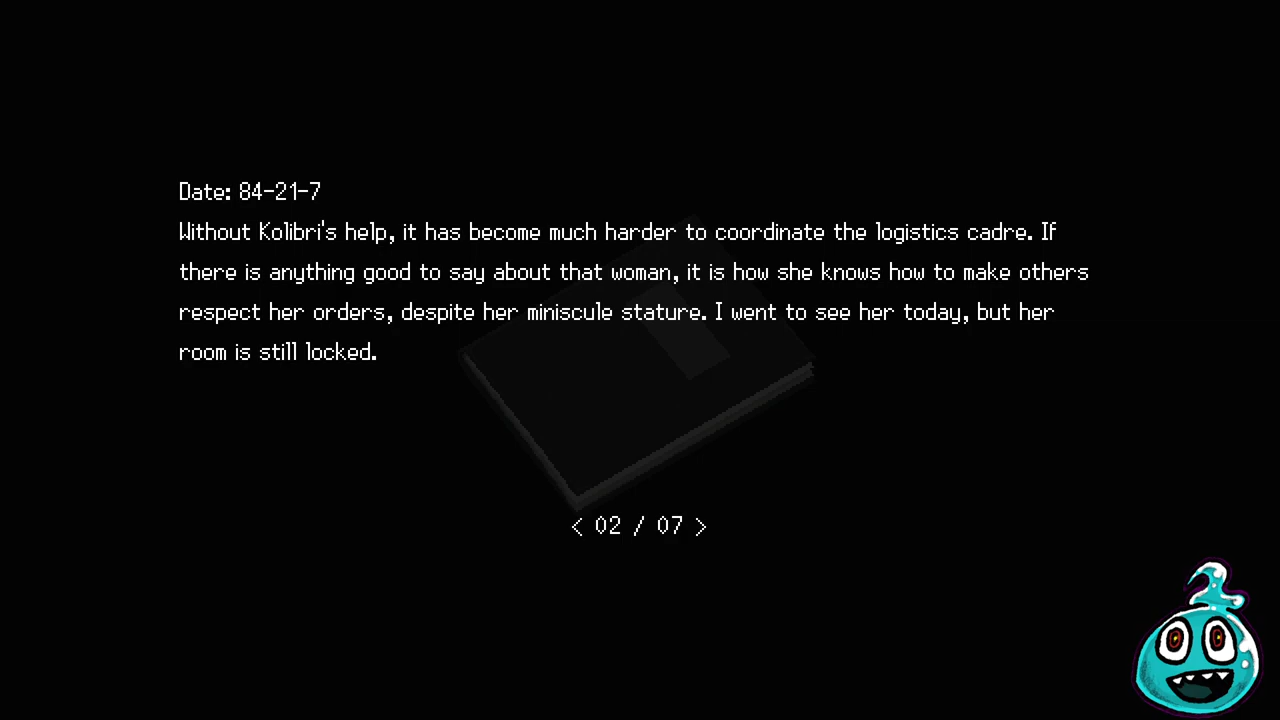 Date: 84-21-7
Without Kolibri's help, it has become much harder to coordinate the logistics cadre. If
there is anything good to say about that woman, it is how she knows how to make others
respect her orders, despite her miniscule stature. I went to see her today, but her
room is still locked.
< 02 / 07 >